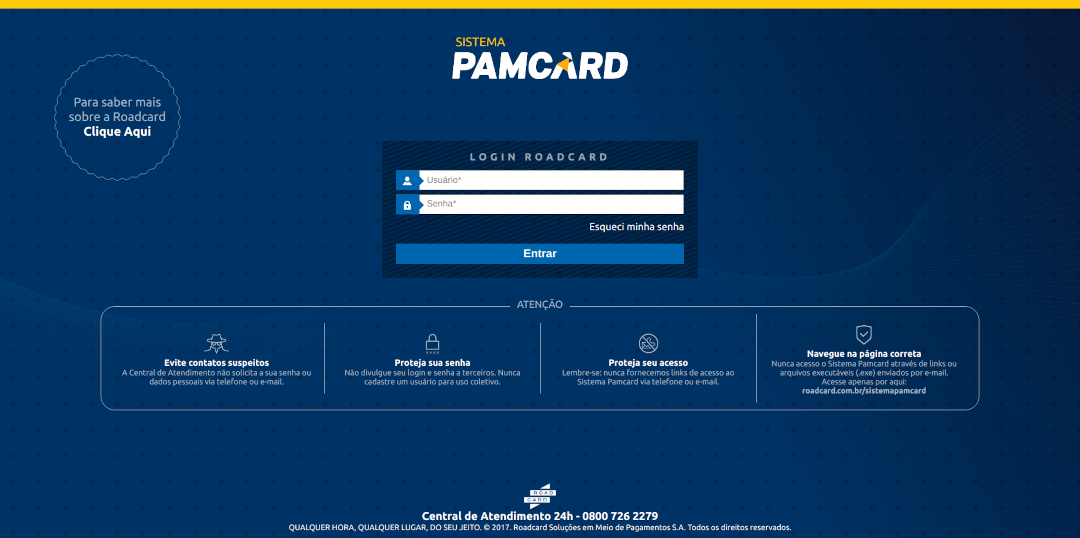 SISTEMA
PAMCARD
Para saber mais
sobre a Roadcard
Clique Aqui
LOGIN ROADCARD
Usuário*
Senha*
Esqueci minha senha
Entrar
ATENÇÃO
Evite contatos suspeitos
A Central de Atendimento não solicita a sua senha ou
dados pessoais via telefone ou e-mail.
Proteja sua senha
Não divulgue seu login e senha a terceiros. Nunca
cadastre um usuário para uso coletivo.
Proteja seu acesso
Lembre-se: nunca fornecemos links de acesso ao
Sistema Pamcard via telefone ou e-mail.
Navegue na página correta
Nunca acesso o Sistema Pamcard através de links ou
arquivos executáveis (.exe) enviados por e-mail.
Acesse apenas por aqui:
roadcard.com.br/sistemapamcard
ROAD
CARD
Central de Atendimento 24h - 0800 726 2279
QUALQUER HORA, QUALQUER LUGAR, DO SEU JEITO. © 2017. Roadcard Soluções em Meio de Pagamentos S.A. Todos os direitos reservados.